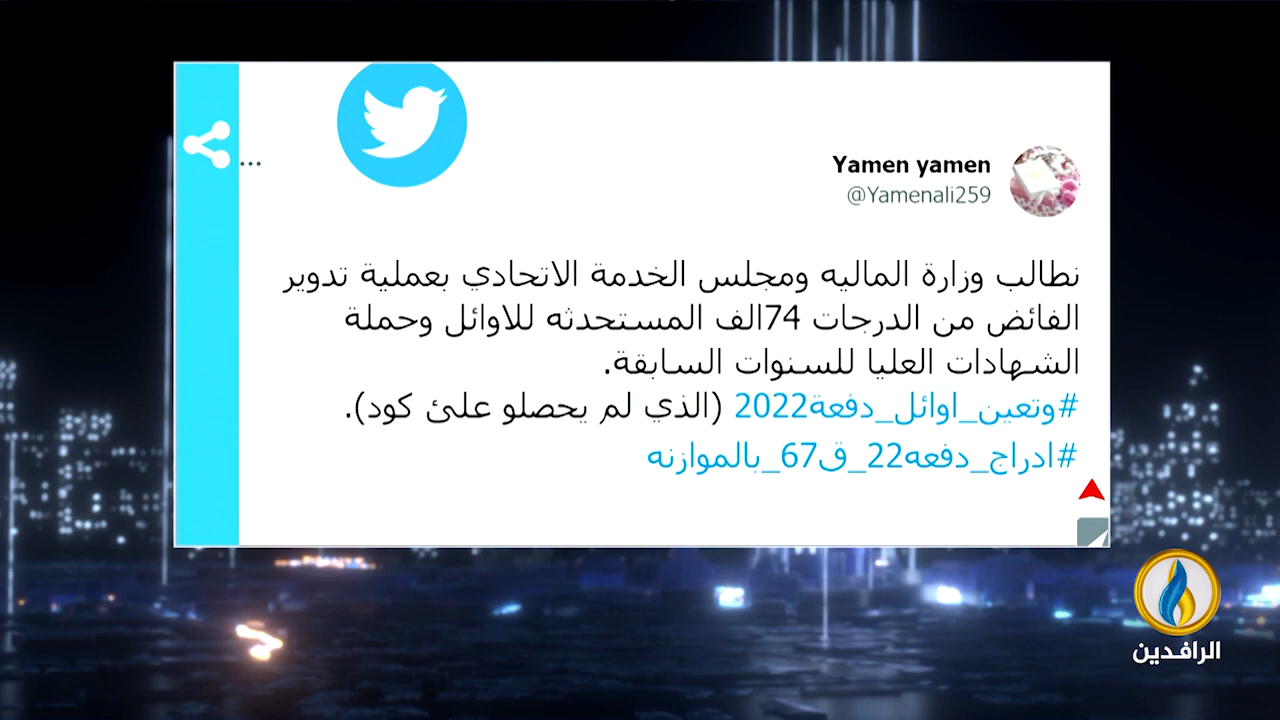 Yamen yamen
@Yamenali259
...
نطالب وزارة الماليه ومجلس الخدمة الاتحادي بعملية تدوير
الفائض من الدرجات 74الف المستحدثه للاوائل وحملة
الشهادات العليا للسنوات السابقة.
#وتعين_اوائل_دفعة2022 (الذي لم يحصلو علئ كود).
#ادراج_دفعه22_ق67_بالموازنه
الرافدين